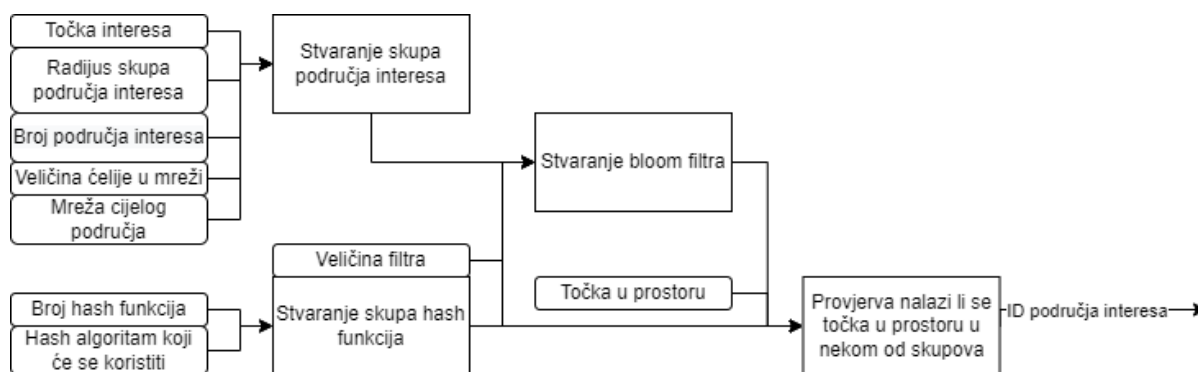 Točka interesa
Radijus skupa
područja interesa
Broj područja interesa
Veličina ćelije u mreži
Mreža cijelog
područja
Stvaranje skupa
područja interesa
Stvaranje bloom filtra
Veličina filtra
Broj hash funkcija
Hash algoritam koji
će se koristiti
Stvaranje skupa hash
funkcija
Točka u prostoru
Provjerva nalazi li se
točka u prostoru u
nekom od skupova
ID područja interesa